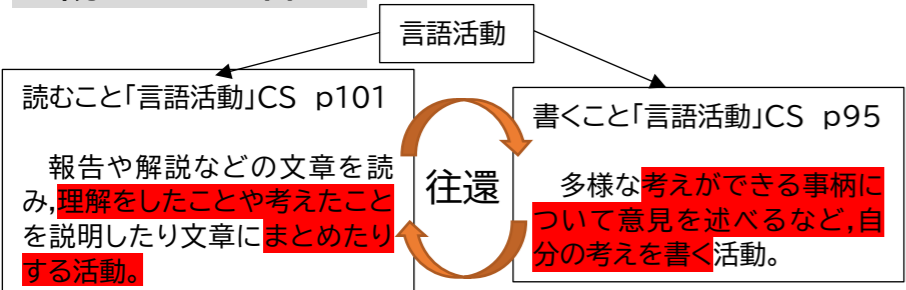 言語活動
読むこと「言語活動」CS p101
報告や解説などの文章を読
み,理解をしたことや考えたこと
を説明したり文章にまとめたり
する活動。
往還
書くこと「言語活動」CS p95
多様な考えができる事柄に
ついて意見を述べるなど,自
分の考えを書く活動。